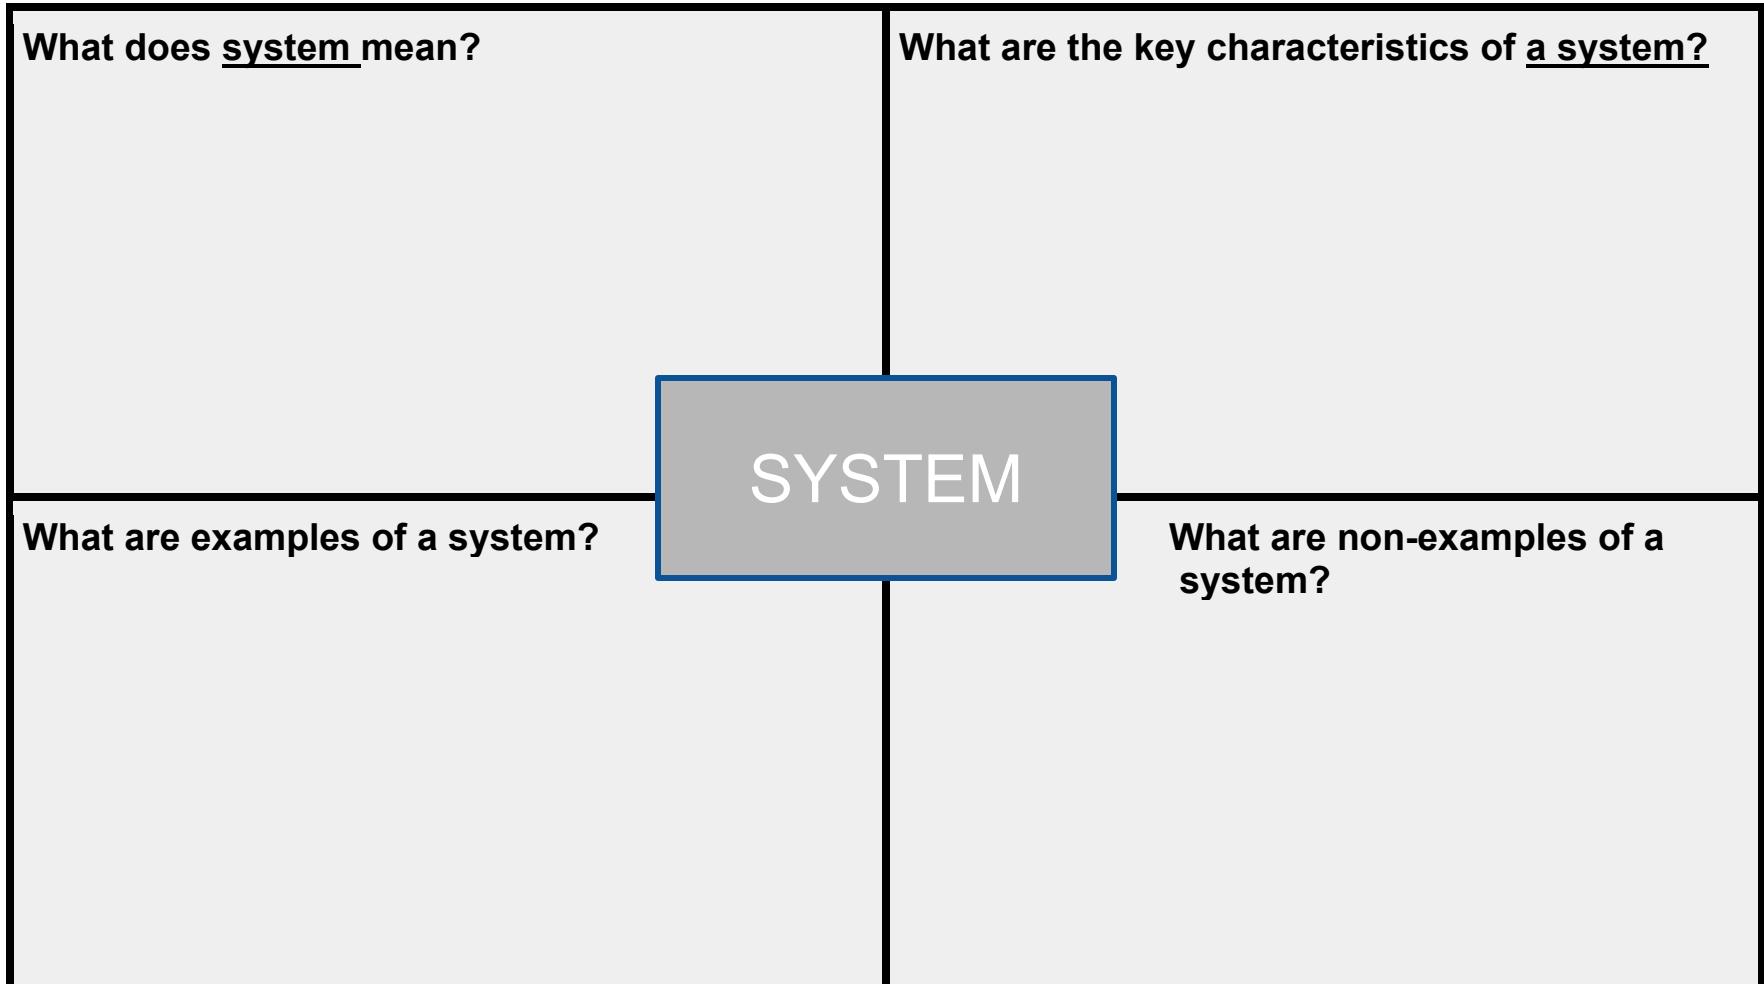 What does system mean?
What are the key characteristics of a system?
SYSTEM
What are examples of a system?
What are non-examples of a
system?